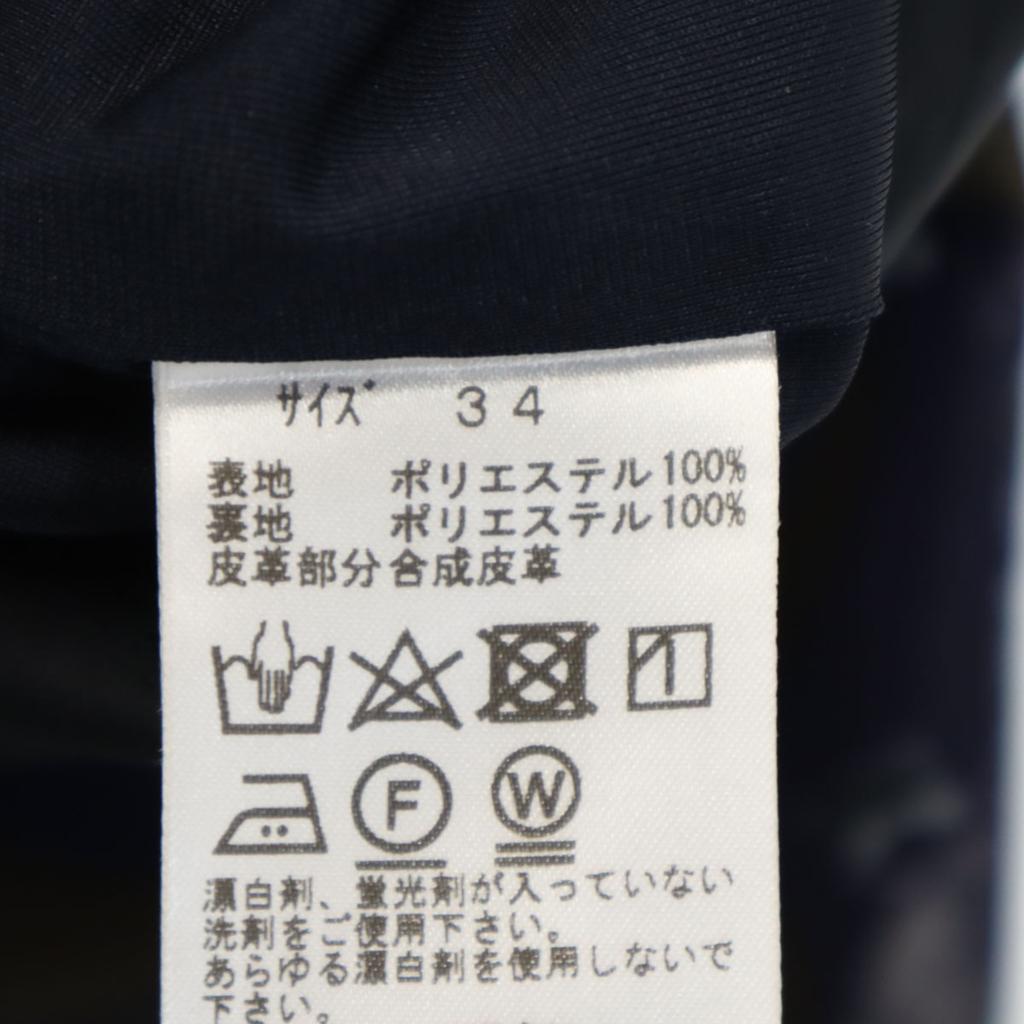 サイズ 34
表地 ポリエステル100%
裏地 ポリエステル100%
皮革部分合成皮革
F W
漂白剤、蛍光剤が入っていない
洗剤をご使用下さい。
あらゆる漂白剤を使用しないで
下さい。